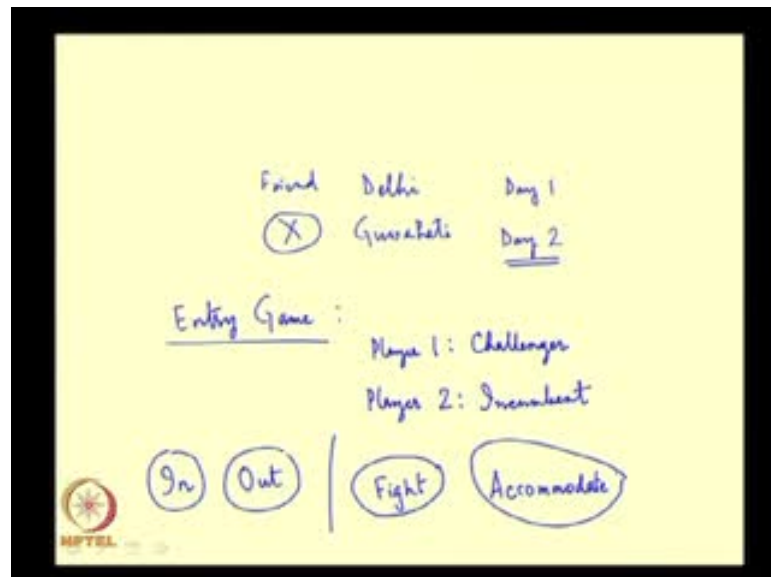 Friend Delhi Day 1
X Guwahati Day 2
Entry Game :
Player 1 : Challenger
Player 2 : Incumbent
In Out | Fight Accommodate
NPTEL